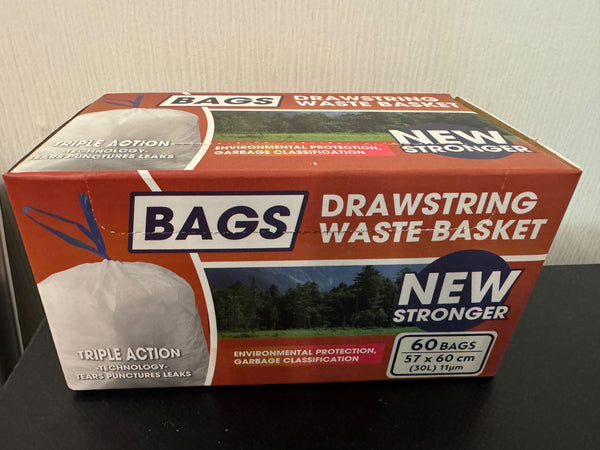 BAGS
DRAWSTRING
WASTE BASKET
TRIPLE ACTION
-TECHNOLOGY-
TEARS PUNCTURES LEAKS
ENVIRONMENTAL PROTECTION,
GARBAGE CLASSIFICATION
NEW
STRONGER
BAGS
DRAWSTRING
WASTE BASKET
NEW
STRONGER
TRIPLE ACTION
-TECHNOLOGY-
TEARS PUNCTURES LEAKS
ENVIRONMENTAL PROTECTION,
GARBAGE CLASSIFICATION
60 BAGS
57 x 60 cm
(30L) 11µm